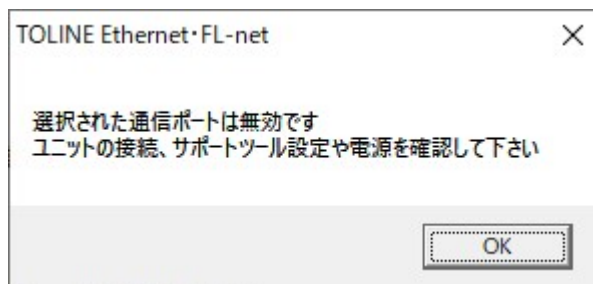 TOLINE Ethernet･FL-net
選択された通信ポートは無効です
ユニットの接続、サポートツール設定や電源を確認して下さい
OK